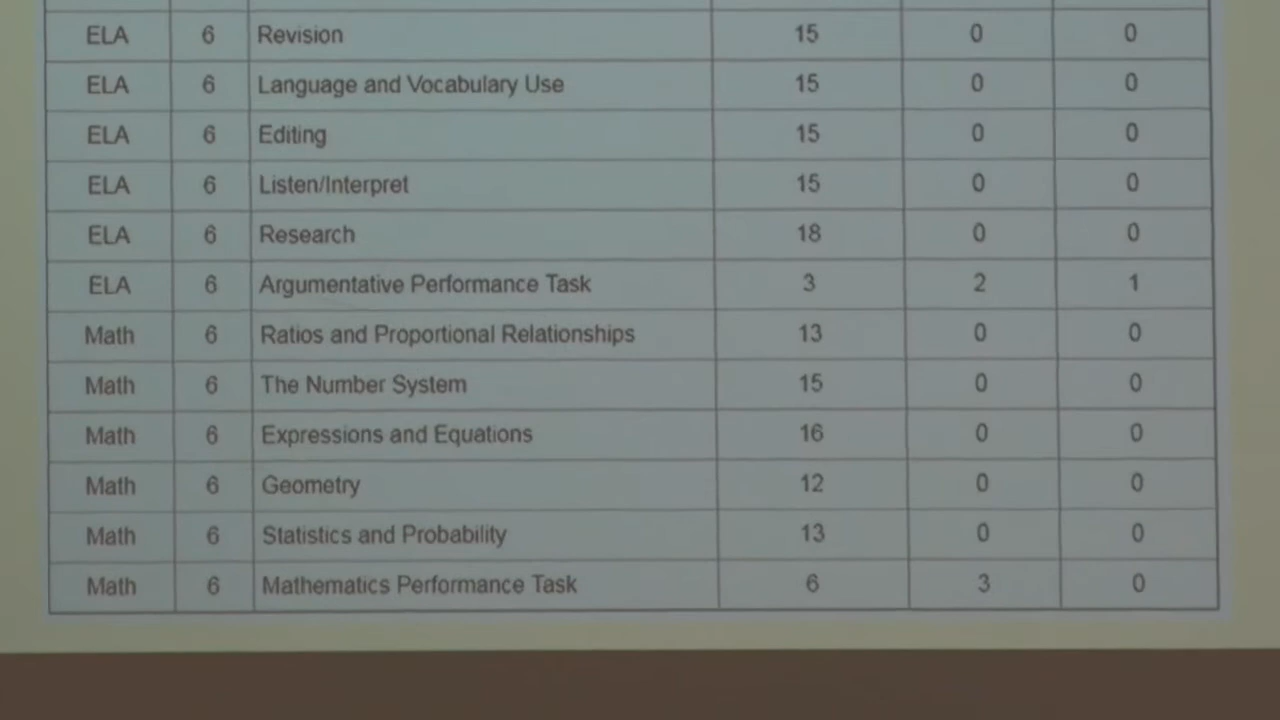 ELA 6 Revision 15 0 0
ELA 6 Language and Vocabulary Use 15 0 0
ELA 6 Editing 15 0 0
ELA 6 Listen/Interpret 15 0 0
ELA 6 Research 18 0 0
ELA 6 Argumentative Performance Task 3 2 1
Math 6 Ratios and Proportional Relationships 13 0 0
Math 6 The Number System 15 0 0
Math 6 Expressions and Equations 16 0 0
Math 6 Geometry 12 0 0
Math 6 Statistics and Probability 13 0 0
Math 6 Mathematics Performance Task 6 3 0